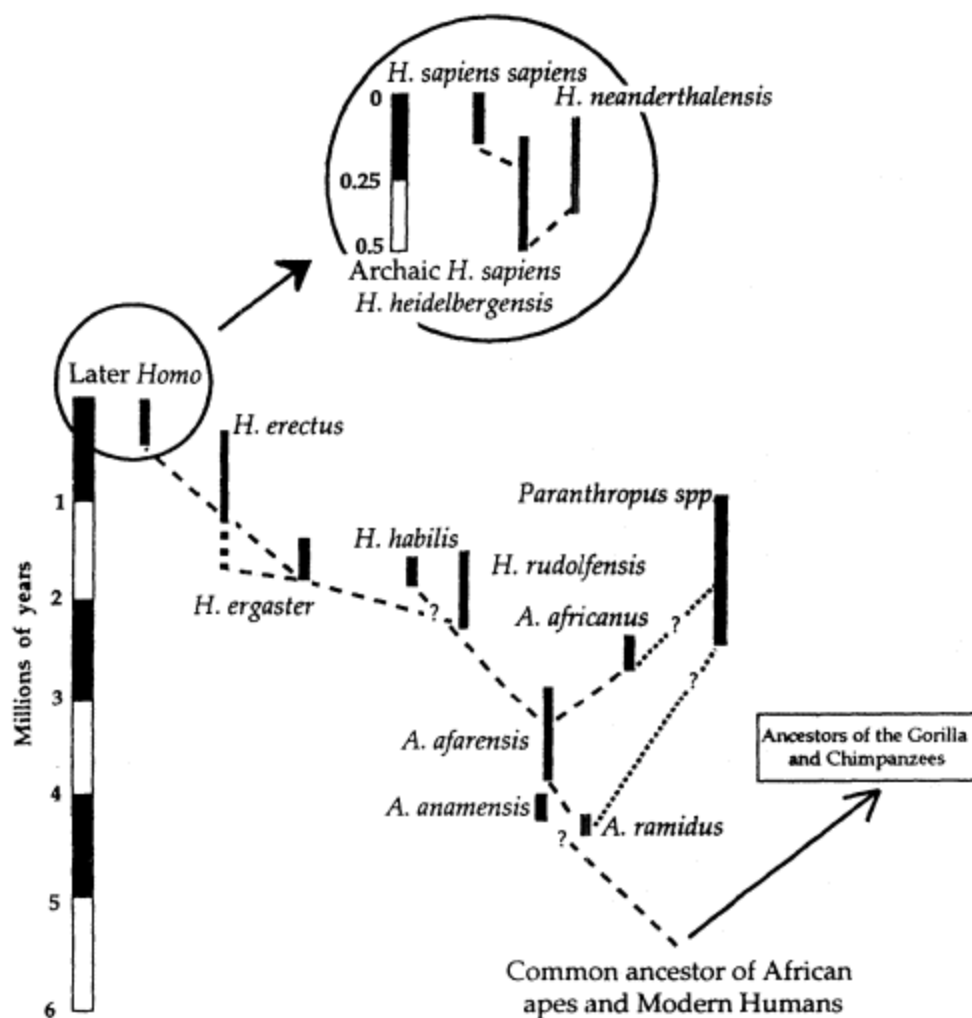 H. sapiens sapiens
H. neanderthalensis
0
0.25
0.5
Archaic H. sapiens
H. heidelbergensis
Later Homo
H. erectus
Paranthropus spp
1
H. habilis
H. rudolfensis
H. ergaster
?
2
A. africanus
?
?
3
Millions of years
A. afarensis
Ancestors of the Gorilla
and Chimpanzees
4
A. anamensis
A. ramidus
?
5
Common ancestor of African
apes and Modern Humans
6